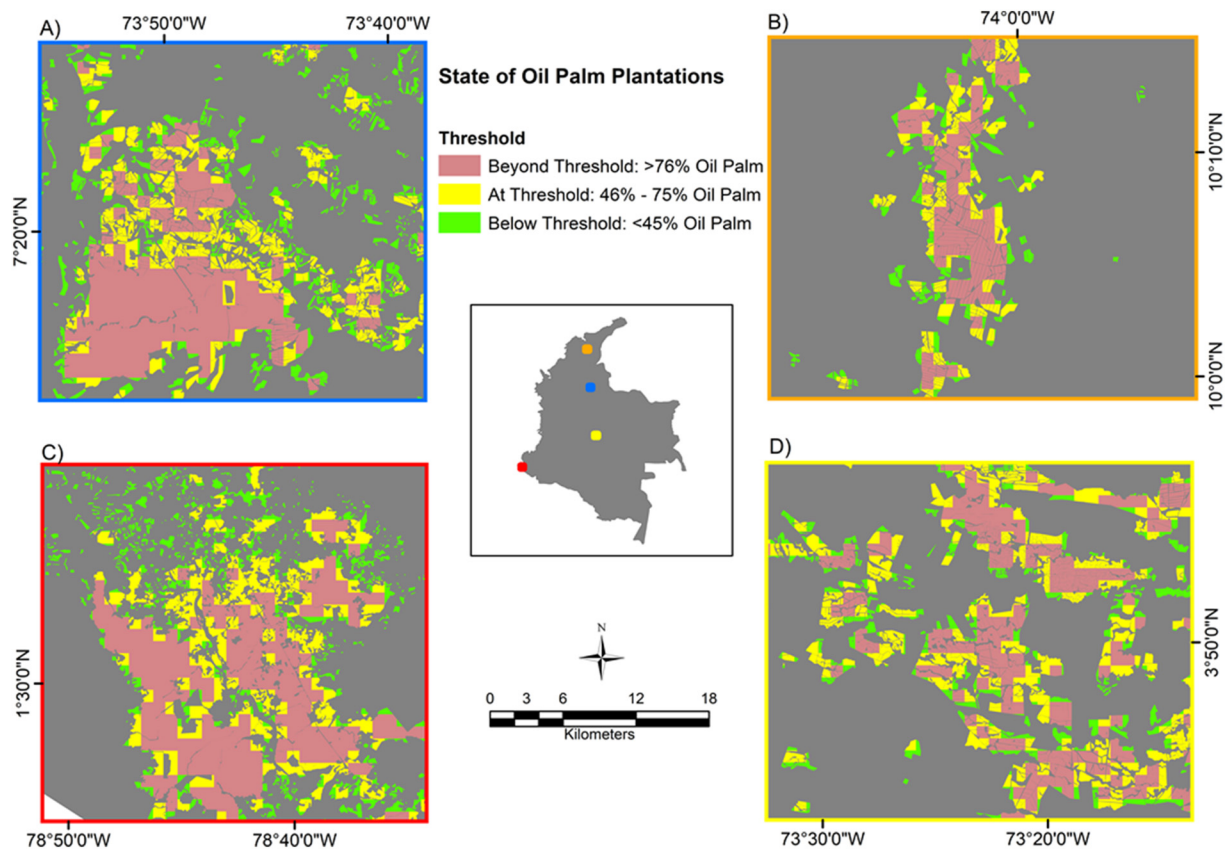 A)
73°50'0"W
73°40'0"W
7°20'0"N
State of Oil Palm Plantations
Threshold
Beyond Threshold: >76% Oil Palm
At Threshold: 46% - 75% Oil Palm
Below Threshold: <45% Oil Palm
B)
74°0'0"W
10°10'0"N
10°0'0"N
C)
1°30'0"N
78°50'0"W
78°40'0"W
N
0 3 6 12 18
Kilometers
D)
3°50'0"N
73°30'0"W
73°20'0"W